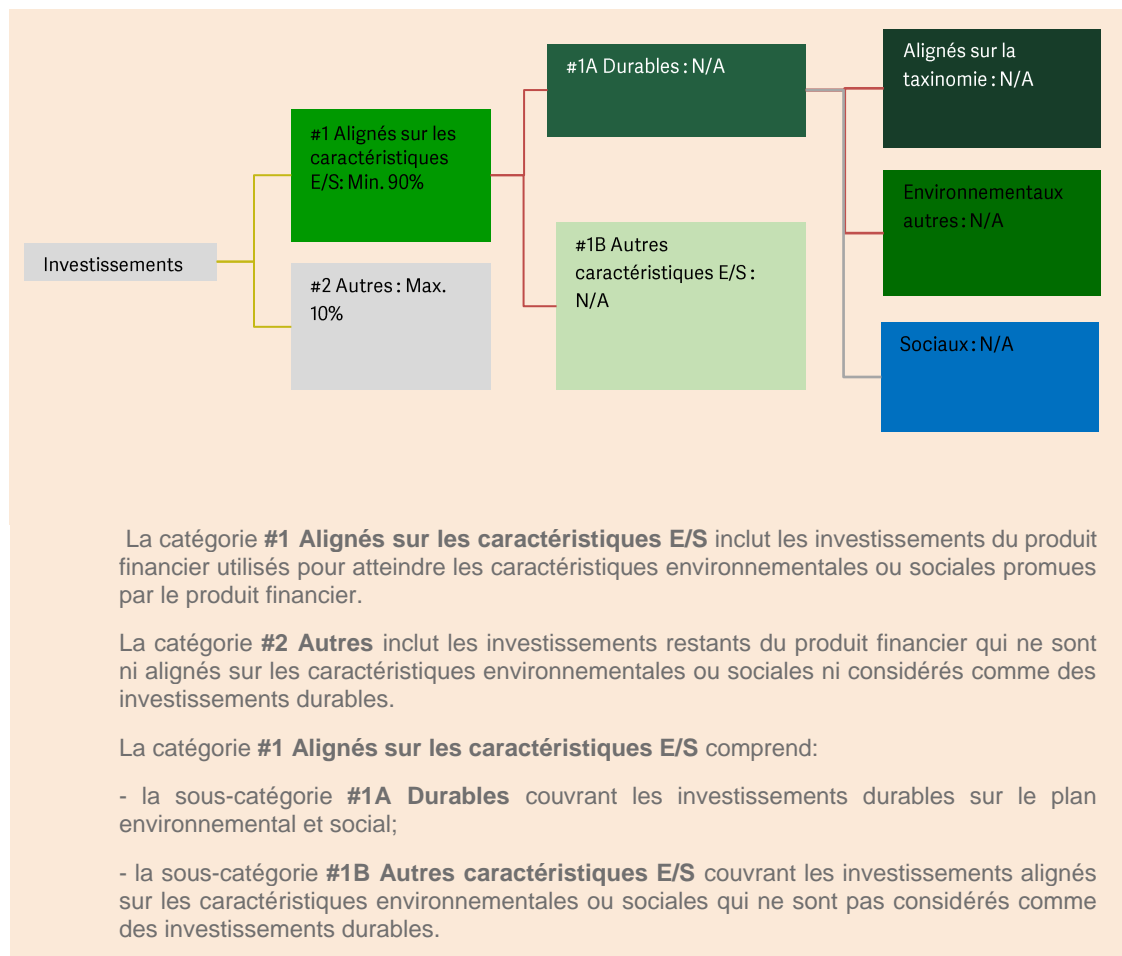 Investissements
#1 Alignés sur les
caractéristiques
E/S: Min. 90%
#2 Autres : Max.
10%
#1A Durables : N/A
#1B Autres
caractéristiques E/S :
N/A
Alignés sur la
taxinomie : N/A
Environnementaux
autres : N/A
Sociaux : N/A
La catégorie #1 Alignés sur les caractéristiques E/S inclut les investissements du produit
financier utilisés pour atteindre les caractéristiques environnementales ou sociales promues
par le produit financier.
La catégorie #2 Autres inclut les investissements restants du produit financier qui ne sont
ni alignés sur les caractéristiques environnementales ou sociales ni considérés comme des
investissements durables.
La catégorie #1 Alignés sur les caractéristiques E/S comprend:
- la sous-catégorie #1A Durables couvrant les investissements durables sur le plan
environnemental et social;
- la sous-catégorie #1B Autres caractéristiques E/S couvrant les investissements alignés
sur les caractéristiques environnementales ou sociales qui ne sont pas considérés comme
des investissements durables.